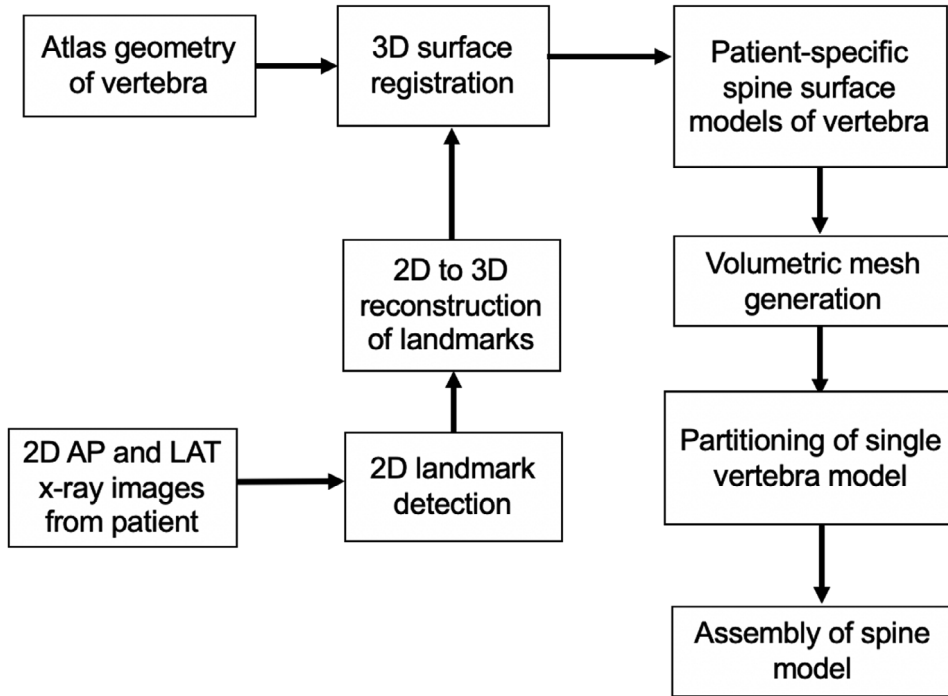 Atlas geometry
of vertebra
3D surface
registration
Patient-specific
spine surface
models of vertebra
2D to 3D
reconstruction
of landmarks
Volumetric mesh
generation
2D AP and LAT
x-ray images
from patient
2D landmark
detection
Partitioning of single
vertebra model
Assembly of spine
model